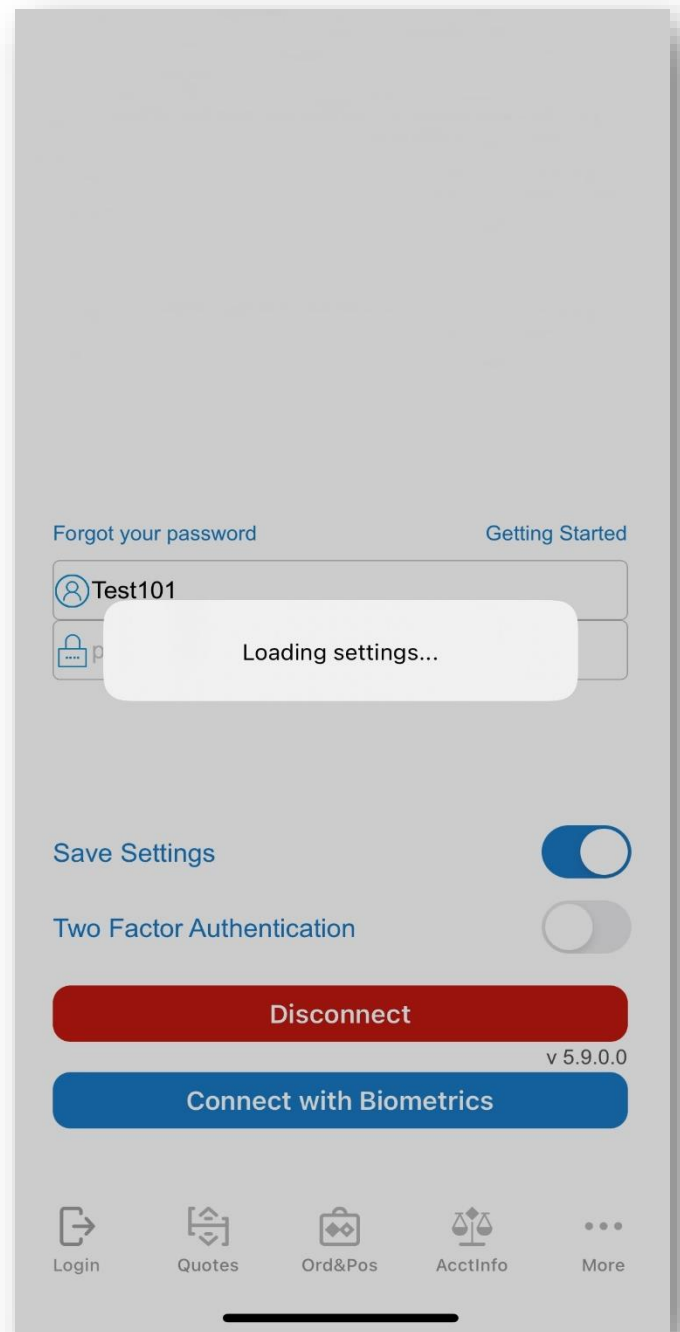 Forgot your password Getting Started
Test101
p
Loading settings...
Save Settings
Two Factor Authentication
Disconnect
v 5.9.0.0
Connect with Biometrics
Login Quotes Ord&Pos AcctInfo More